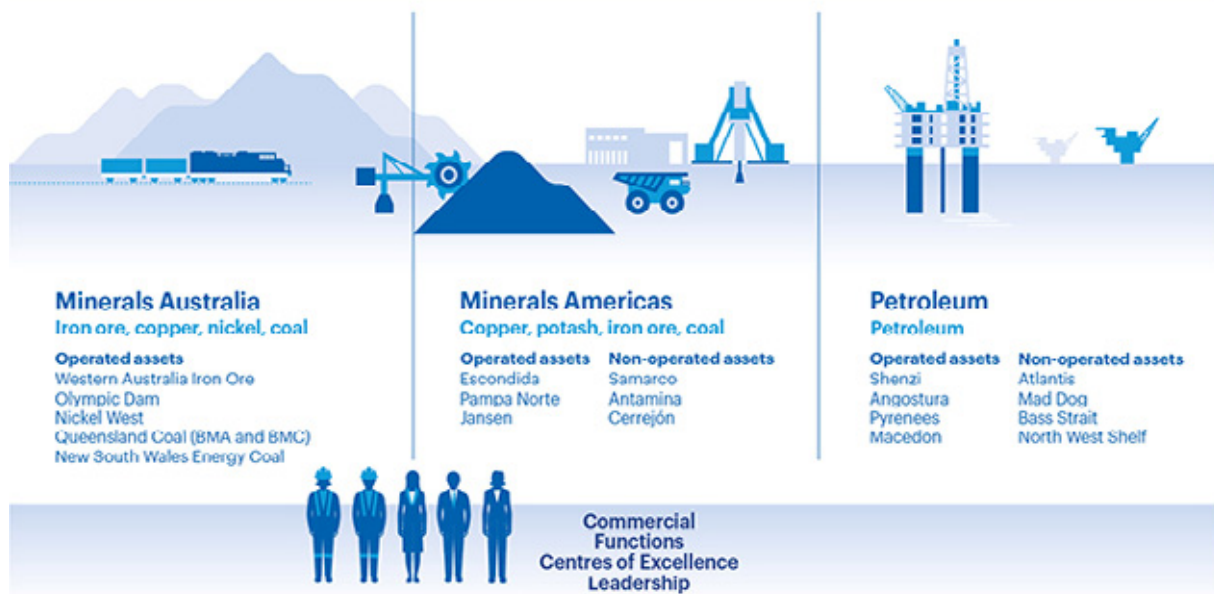 Minerals Australia
Iron ore, copper, nickel, coal
Operated assets
Western Australia Iron Ore
Olympic Dam
Nickel West
Queensland Coal (BMA and BMC)
New South Wales Energy Coal
Minerals Americas
Copper, potash, iron ore, coal
Operated assets
Escondida
Pampa Norte
Jansen
Non-operated assets
Samarco
Antamina
Cerrejón
Petroleum
Petroleum
Operated assets
Shenzi
Angostura
Pyrenees
Macedon
Non-operated assets
Atlantis
Mad Dog
Bass Strait
North West Shelf
Commercial
Functions
Centres of Excellence
Leadership